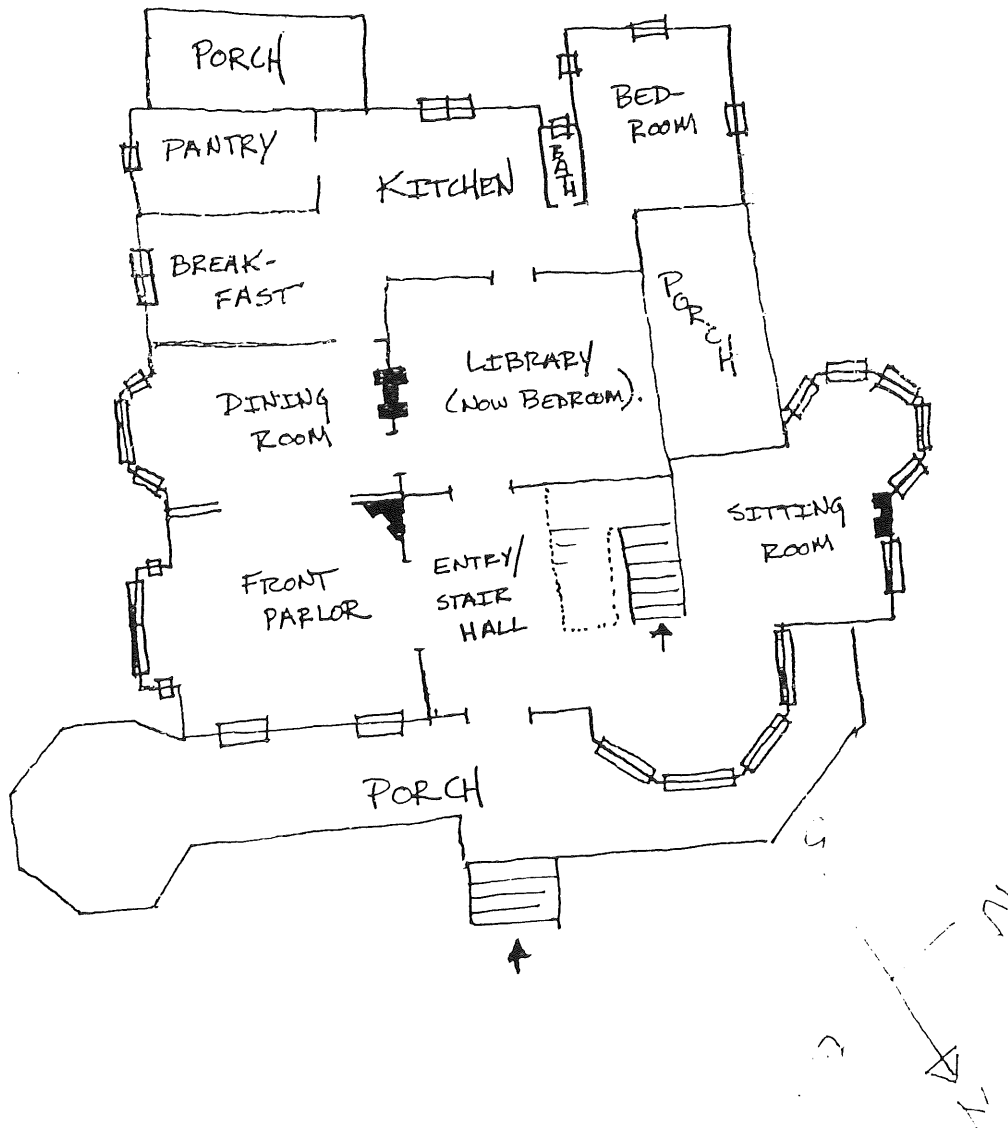 PORCH
PANTRY
KITCHEN
BATH
BED-
ROOM
BREAK-
FAST
PORCH
DINING
ROOM
LIBRARY
(NOW BEDROOM).
SITTING
ROOM
FRONT
PARLOR
ENTRY/
STAIR
HALL
PORCH